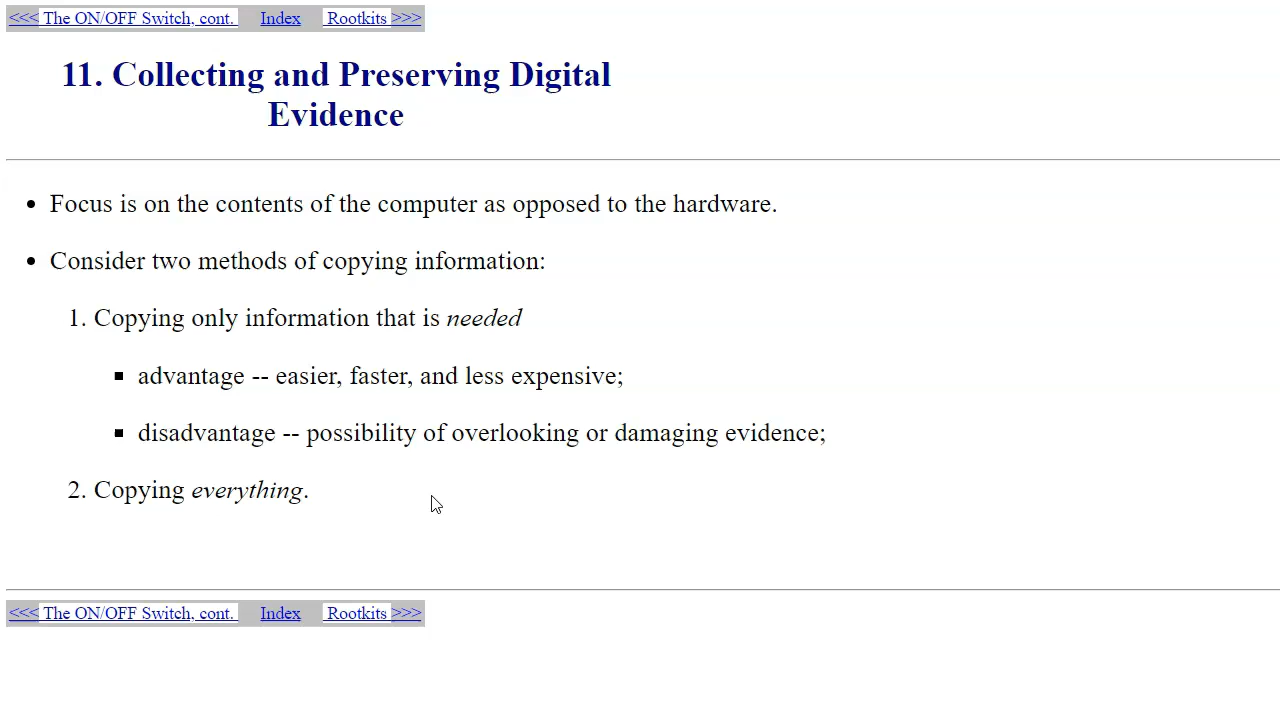 <<< The ON/OFF Switch, cont. Index Rootkits >>>
11. Collecting and Preserving Digital
Evidence
• Focus is on the contents of the computer as opposed to the hardware.
• Consider two methods of copying information:
1. Copying only information that is needed
▪ advantage -- easier, faster, and less expensive;
▪ disadvantage -- possibility of overlooking or damaging evidence;
2. Copying everything.
<<< The ON/OFF Switch, cont. Index Rootkits >>>